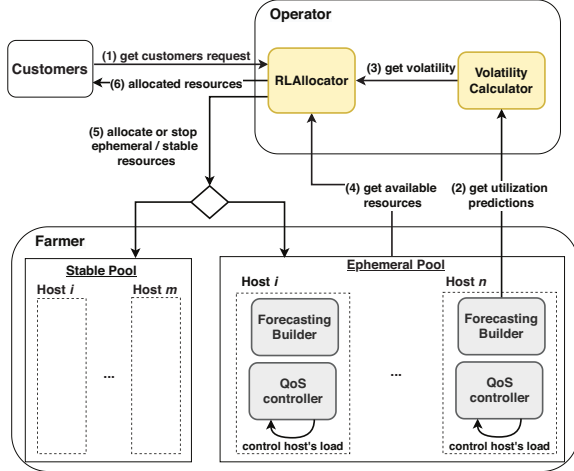 Operator
Customers
(1) get customers request
(6) allocated resources
RLAllocator
(3) get volatility
Volatility
Calculator
(5) allocate or stop
ephemeral / stable
resources
(4) get available
resources
(2) get utilization
predictions
Farmer
Stable Pool
Host i
Host m
...
Ephemeral Pool
Host i
Host n
Forecasting
Builder
QoS
controller
control host's load
...
Forecasting
Builder
QoS
controller
control host's load